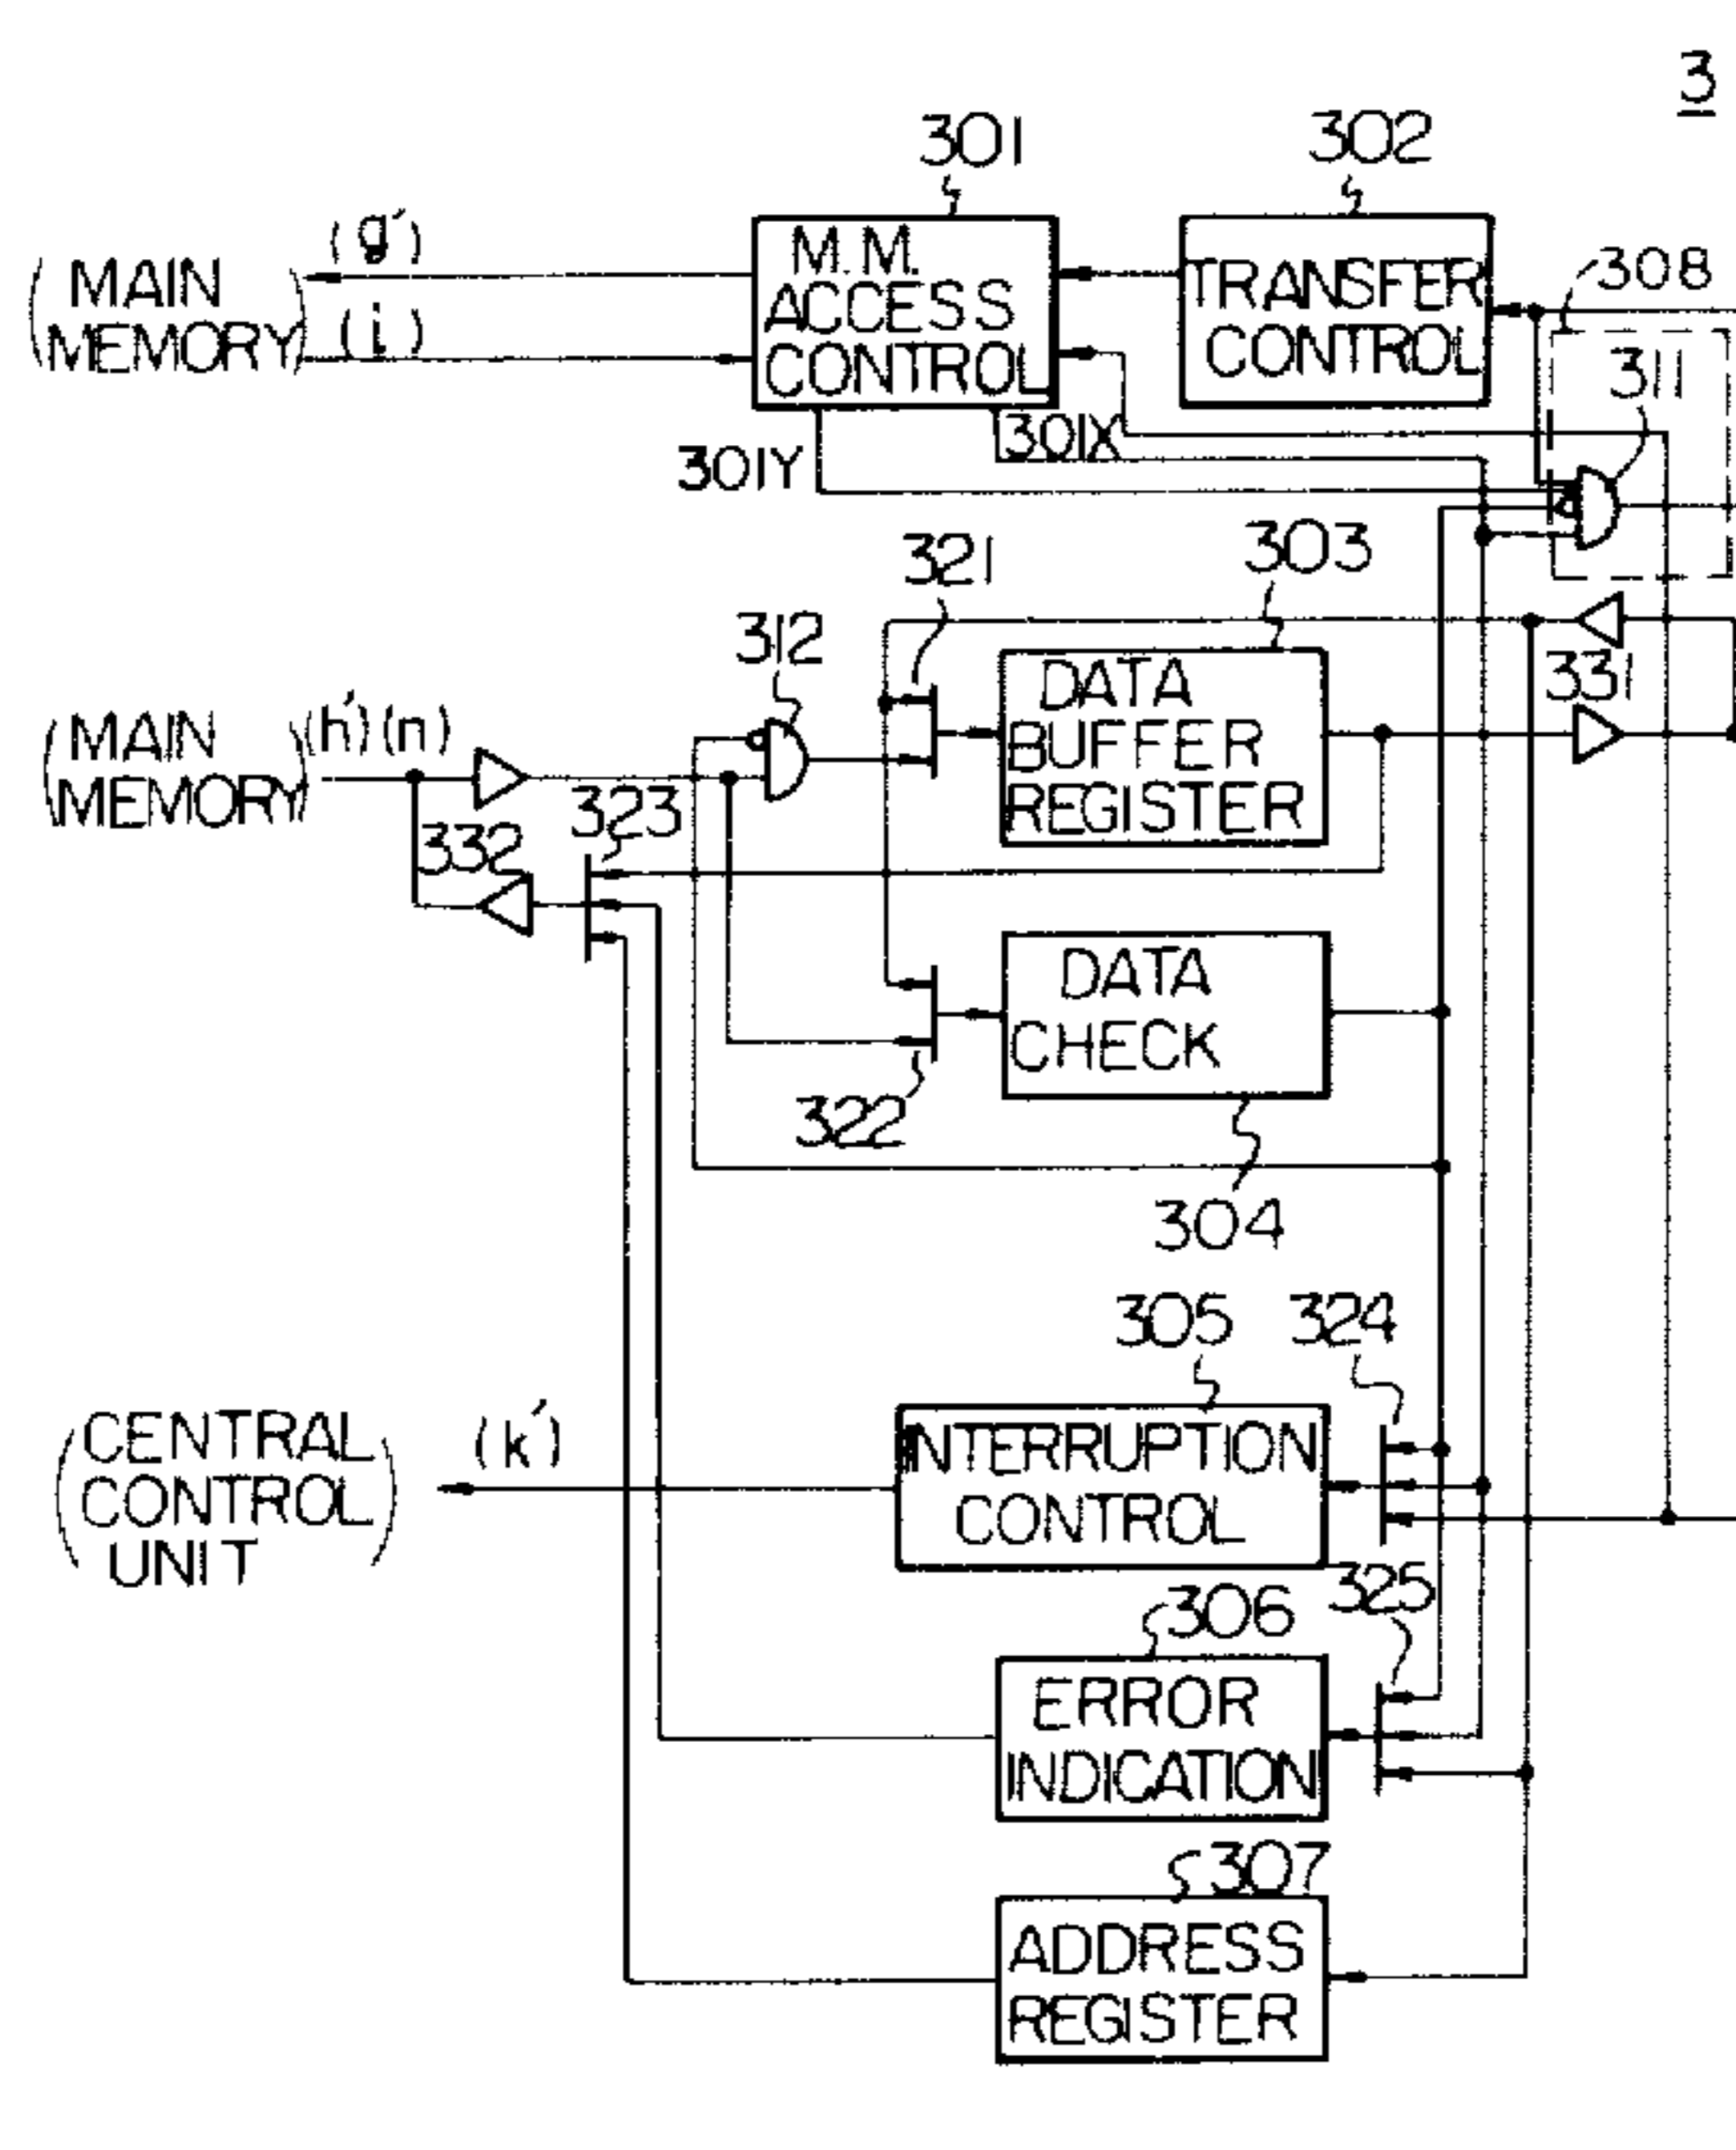 3
301
302
(g')
(MAIN
MEMORY)
(i)
M.M.
ACCESS
CONTROL
TRANSFER
CONTROL
308
311
301X
301Y
321
303
312
331
(MAIN
MEMORY)
(h')(n)
DATA
BUFFER
REGISTER
323
332
DATA
CHECK
322
304
305
324
(CENTRAL
CONTROL
UNIT)
(k')
INTERRUPTION
CONTROL
325
306
ERROR
INDICATION
307
ADDRESS
REGISTER